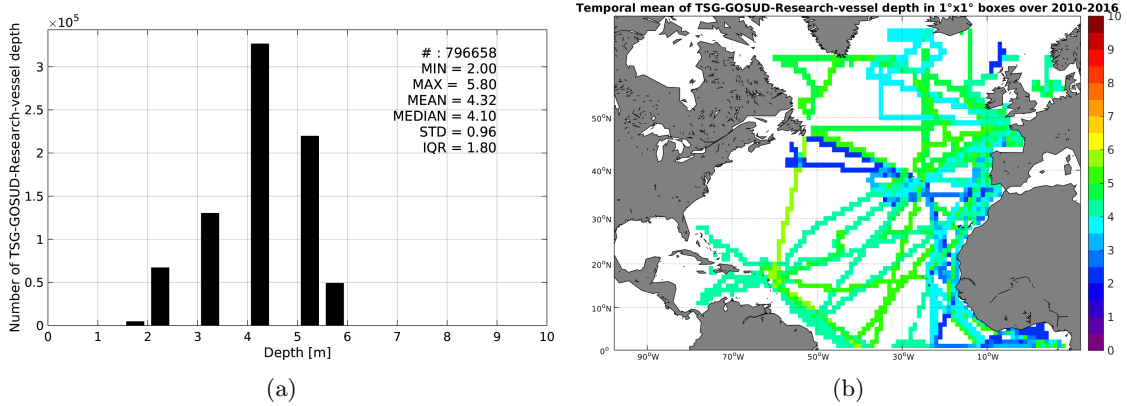 ×10⁵
# : 796658
MIN = 2.00
MAX = 5.80
MEAN = 4.32
MEDIAN = 4.10
STD = 0.96
IQR = 1.80
Number of TSG-GOSUD-Research-vessel depth
3
2.5
2
1.5
1
0.5
0
0 1 2 3 4 5 6 7 8 9 10
Depth [m]
(a)
Temporal mean of TSG-GOSUD-Research-vessel depth in 1°x1° boxes over 2010-2016
50°N
40°N
30°N
20°N
10°N
0°
90°W 70°W 50°W 30°W 10°W
10
9
8
7
6
5
4
3
2
1
0
(b)